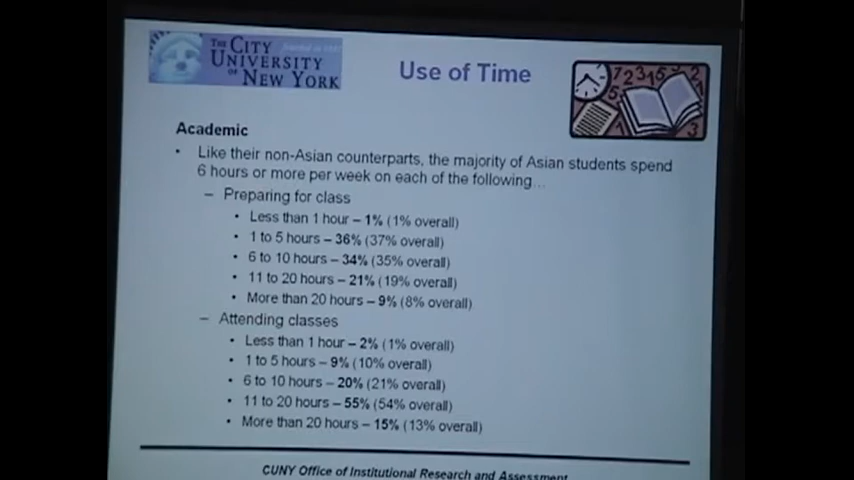 THE CITY
UNIVERSITY
OF
NEW YORK
Use of Time
Academic
• Like their non-Asian counterparts, the majority of Asian students spend
6 hours or more per week on each of the following…
– Preparing for class
• Less than 1 hour – 1% (1% overall)
• 1 to 5 hours – 36% (37% overall)
• 6 to 10 hours – 34% (35% overall)
• 11 to 20 hours – 21% (19% overall)
• More than 20 hours – 9% (8% overall)
– Attending classes
• Less than 1 hour – 2% (1% overall)
• 1 to 5 hours – 9% (10% overall)
• 6 to 10 hours – 20% (21% overall)
• 11 to 20 hours – 55% (54% overall)
• More than 20 hours – 15% (13% overall)
CUNY Office of Institutional Research and Assessment